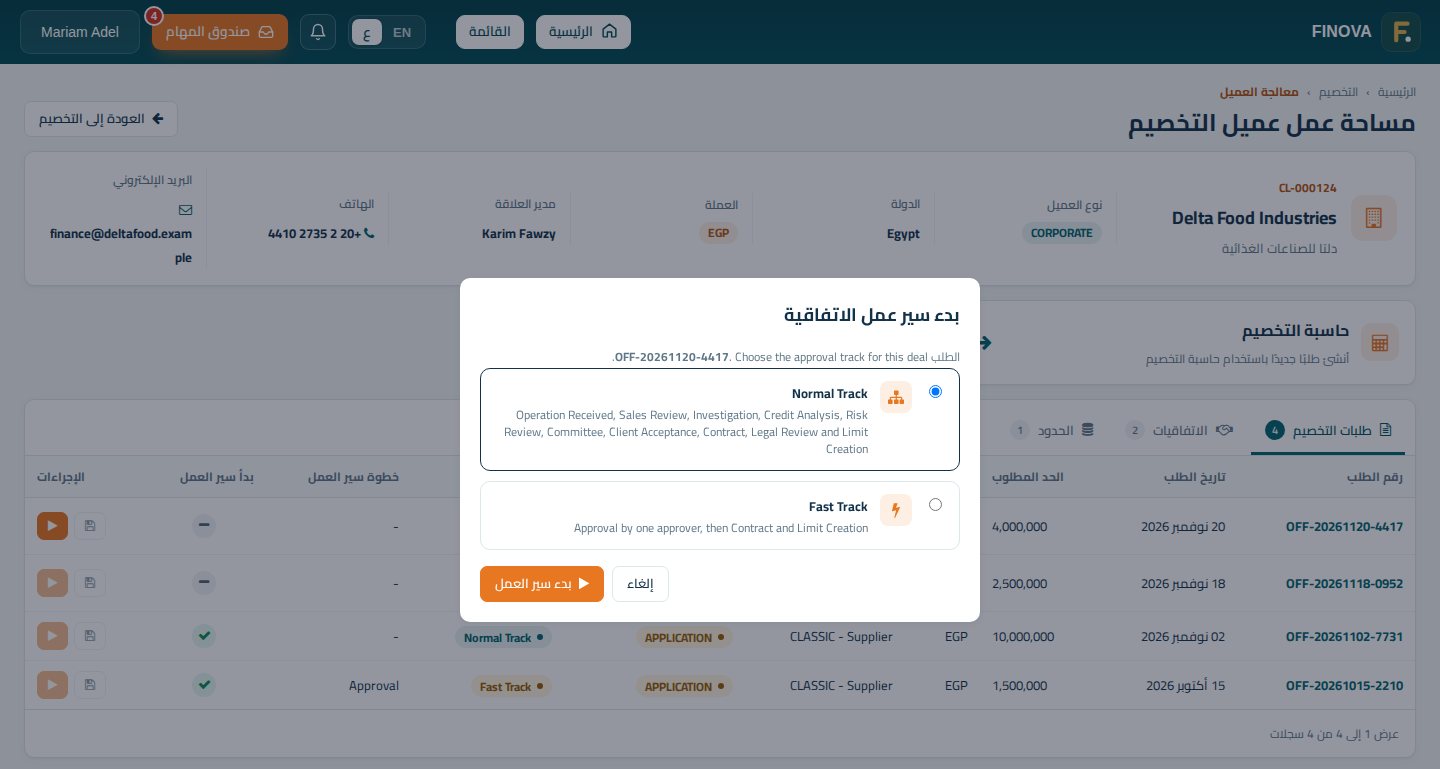 FINOVA
الرئيسية
القائمة
EN
ع
صندوق المهام
4
Mariam Adel
الرئيسية › التخصيم › معالجة العميل
مساحة عمل عميل التخصيم
العودة إلى التخصيم
CL-000124
Delta Food Industries
دلتا للصناعات الغذائية
نوع العميل
CORPORATE
الدولة
Egypt
العملة
EGP
مدير العلاقة
Karim Fawzy
الهاتف
+20 2 2735 4410
البريد الإلكتروني
finance@deltafood.exam
ple
حاسبة التخصيم
أنشئ طلبًا جديدًا باستخدام حاسبة التخصيم
طلبات التخصيم 4
الاتفاقيات 2
الحدود 1
رقم الطلب تاريخ الطلب الحد المطلوب خطوة سير العمل بدأ سير العمل الإجراءات
OFF-20261120-4417 20 نوفمبر 2026 4,000,000 -
OFF-20261118-0952 18 نوفمبر 2026 2,500,000 -
OFF-20261102-7731 02 نوفمبر 2026 10,000,000 EGP CLASSIC - Supplier APPLICATION Normal Track -
OFF-20261015-2210 15 أكتوبر 2026 1,500,000 EGP CLASSIC - Supplier APPLICATION Fast Track Approval
عرض 1 إلى 4 من 4 سجلات
بدء سير عمل الاتفاقية
الطلب OFF-20261120-4417. Choose the approval track for this deal.
Normal Track
Operation Received, Sales Review, Investigation, Credit Analysis, Risk
Review, Committee, Client Acceptance, Contract, Legal Review and Limit
Creation
Fast Track
Approval by one approver, then Contract and Limit Creation
إلغاء
بدء سير العمل